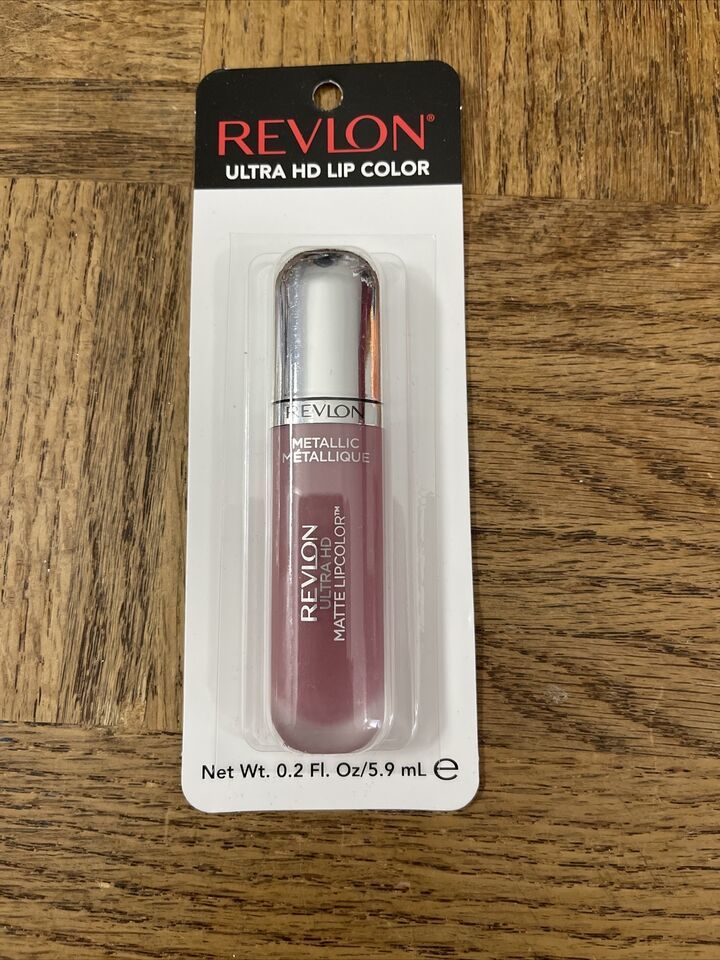 REVLON®
ULTRA HD LIP COLOR
REVLON
METALLIC
MÉTALLIQUE
REVLON
ULTRA HD
MATTE LIPCOLOR™
Net Wt. 0.2 Fl. Oz/5.9 mL ℮